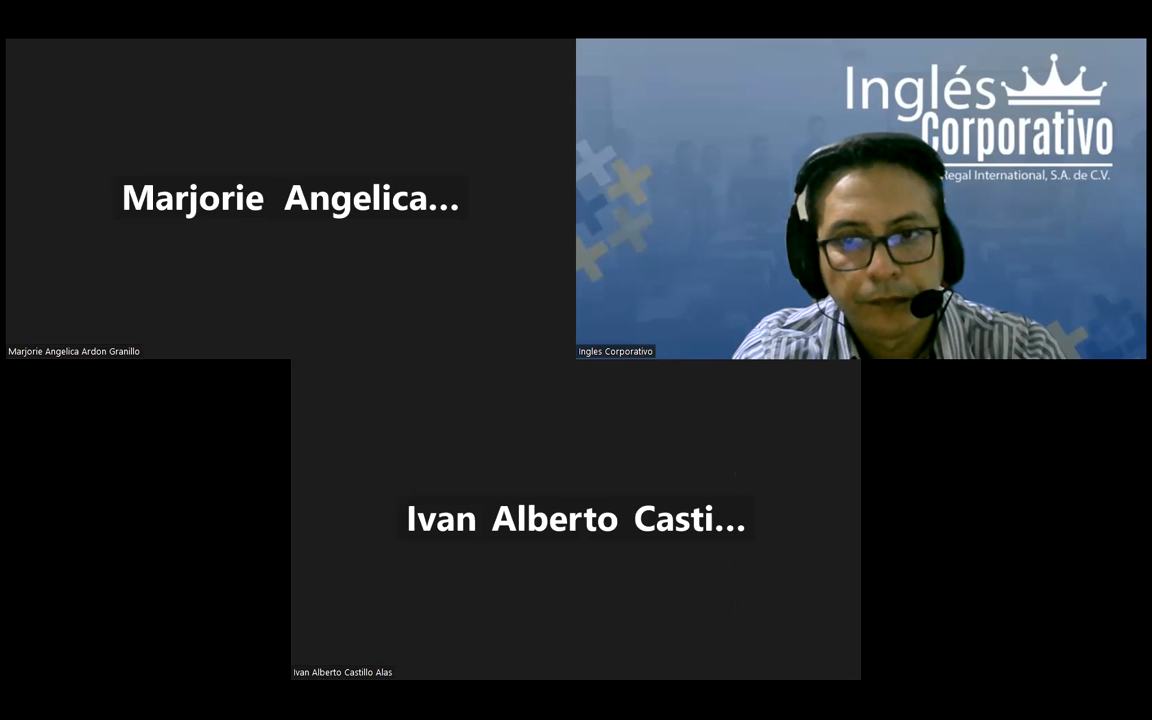 Marjorie Angelica...
Marjorie Angelica Ardon Granillo
Inglés
Corporativo
Regal International, S.A. de C.V.
Ingles Corporativo
Ivan Alberto Casti...
Ivan Alberto Castillo Alas